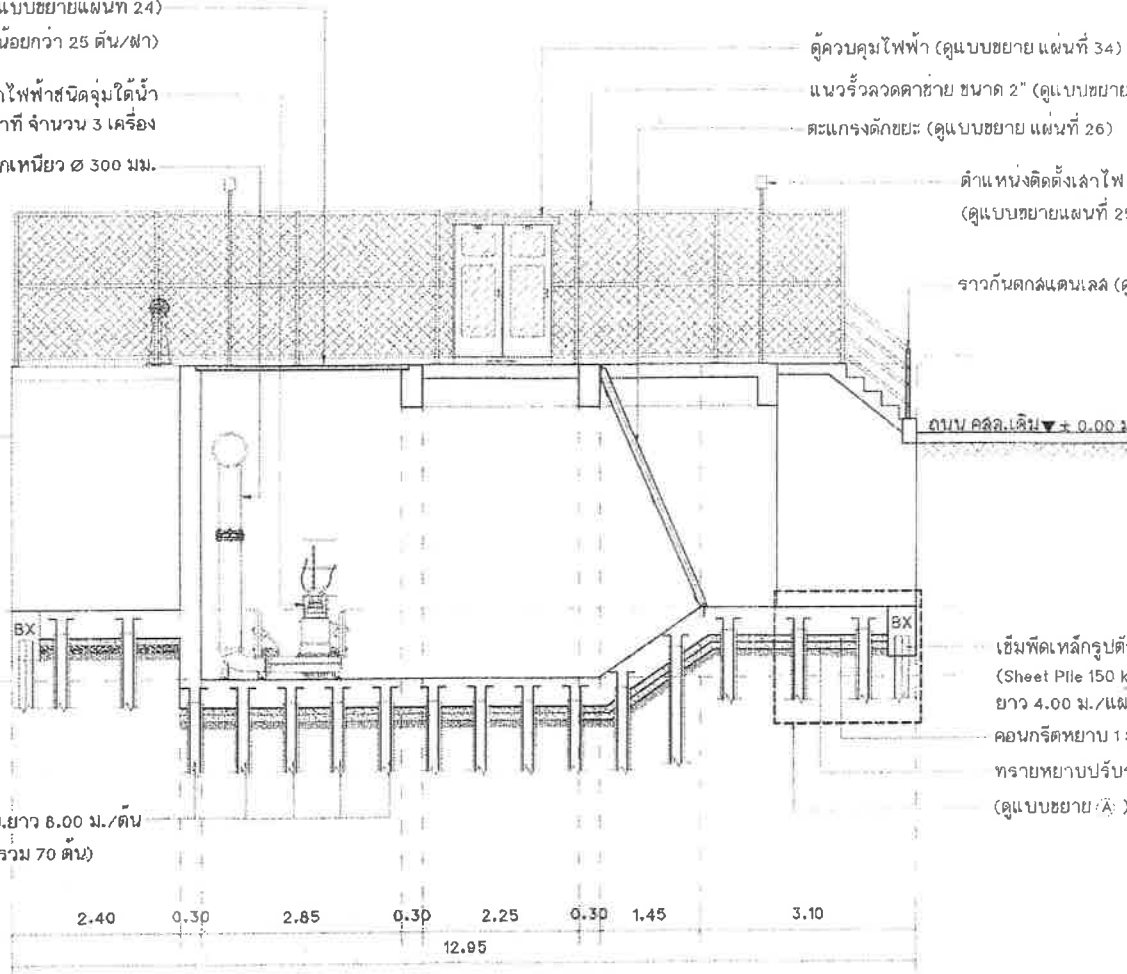 แบบขยายแผ่นที่ 24)
น้อยกว่า 25 ตัน/ฝา)
ไฟฟ้าชนิดจุ่มใต้น้ำ
จำนวน 3 เครื่อง
เหนียว Ø 300 มม.
ตู้ควบคุมไฟฟ้า (ดูแบบขยาย แผ่นที่ 34)
แนวรั้วลวดตาข่าย ขนาด 2" (ดูแบบขยาย
ตะแกรงดักขยะ (ดูแบบขยาย แผ่นที่ 26)
ตำแหน่งติดตั้งเสาไฟ
(ดูแบบขยายแผ่นที่
ราวกันตกสแตนเลส
ถนน คสล.เดิม ▼ ± 0.00
BX
BX
เข็มพืดเหล็กรูปตัว
(Sheet Pile 150
ยาว 4.00 ม./
คอนกรีตหยาบ 1:
ทรายหยาบ
(ดูแบบขยาย A )
ยาว 8.00 ม./ต้น
รวม 70 ต้น)
2.40 0.30 2.85 0.30 2.25 0.30 1.45 3.10
12.95